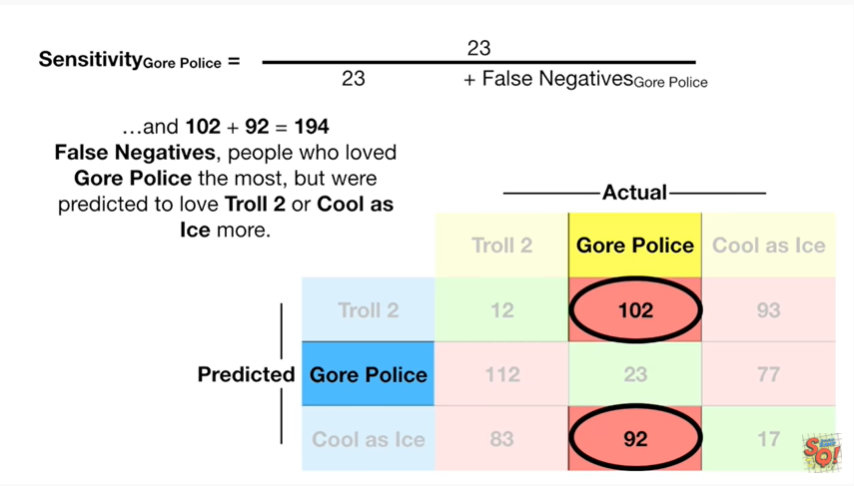 23
Sensitivity Gore Police =
23 + False Negatives Gore Police
…and 102 + 92 = 194
False Negatives, people who loved
Gore Police the most, but were
predicted to love Troll 2 or Cool as
Ice more.
Actual
Troll 2 Gore Police Cool as Ice
Troll 2 12 102 93
Predicted Gore Police 112 23 77
Cool as Ice 83 92 17
SQ!